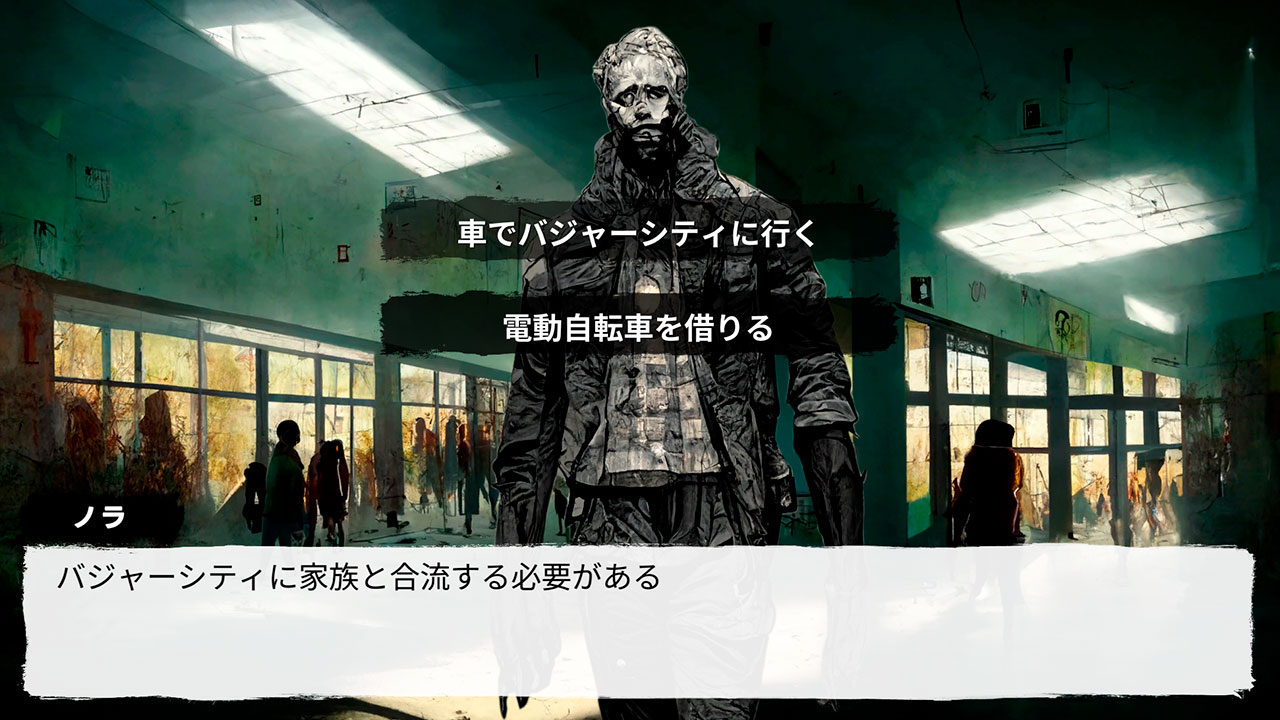 車でバジャーシティに行く
電動自転車を借りる
ノラ
バジャーシティに家族と合流する必要がある